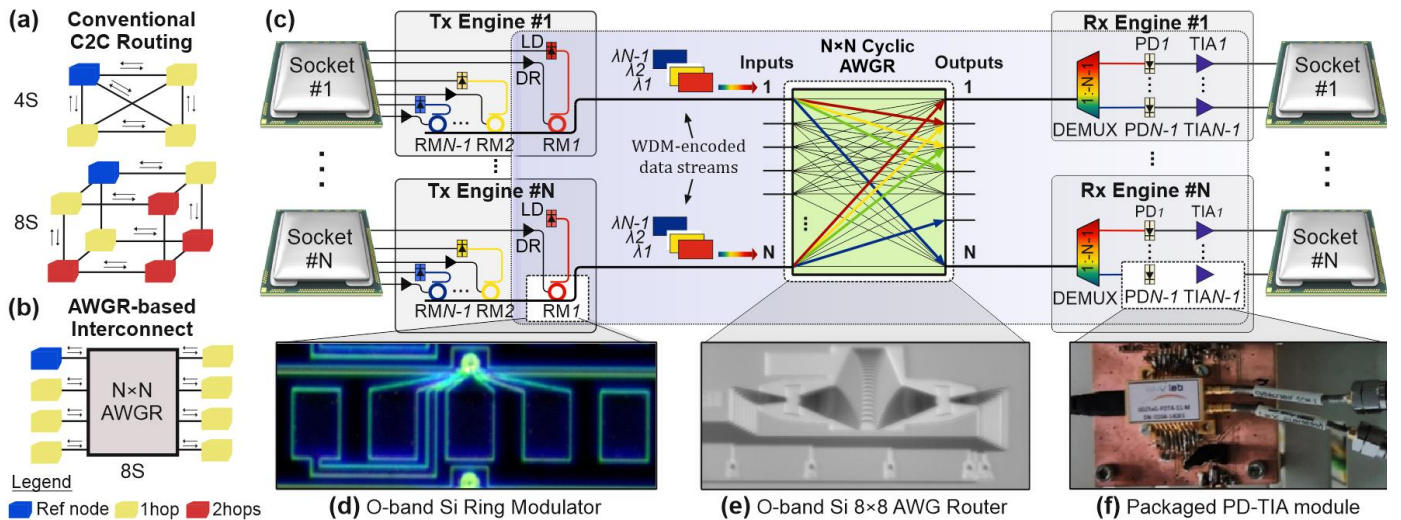 (a) Conventional
C2C Routing
4S
8S
(b) AWGR-based
Interconnect
N×N
AWGR
8S
Legend
Ref node
1hop
2hops
(c)
Socket
#1
Tx Engine #1
LD
DR
RMN-1
RM2
RM1
λN-1
λ2
λ1
WDM-encoded
data streams
Inputs
1
N×N Cyclic
AWGR
Outputs
1
Rx Engine #1
1:-N-1
DEMUX
PD1
TIA1
PDN-1
TIAN-1
Socket
#1
Socket
#N
Tx Engine #N
LD
DR
RMN-1
RM2
RM1
λN-1
λ2
λ1
N
N
Rx Engine #N
1:-N-1
DEMUX
PD1
TIA1
PDN-1
TIAN-1
Socket
#N
(d) O-band Si Ring Modulator
(e) O-band Si 8×8 AWG Router
(f) Packaged PD-TIA module